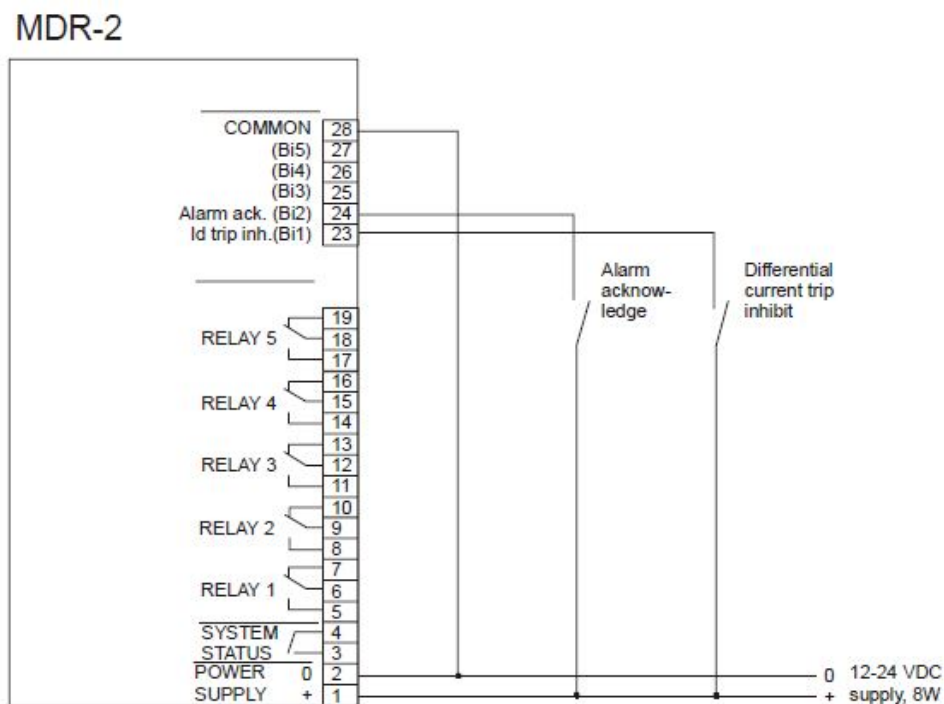 MDR-2
COMMON 28
(Bi5) 27
(Bi4) 26
(Bi3) 25
Alarm ack. (Bi2) 24
Id trip inh.(Bi1) 23
Alarm
acknow-
ledge
Differential
current trip
inhibit
19
RELAY 5 18
17
16
RELAY 4 15
14
13
RELAY 3 12
11
10
RELAY 2 9
8
7
RELAY 1 6
5
SYSTEM 4
STATUS 3
POWER 0 2
SUPPLY + 1
0 12-24 VDC
+ supply, 8W